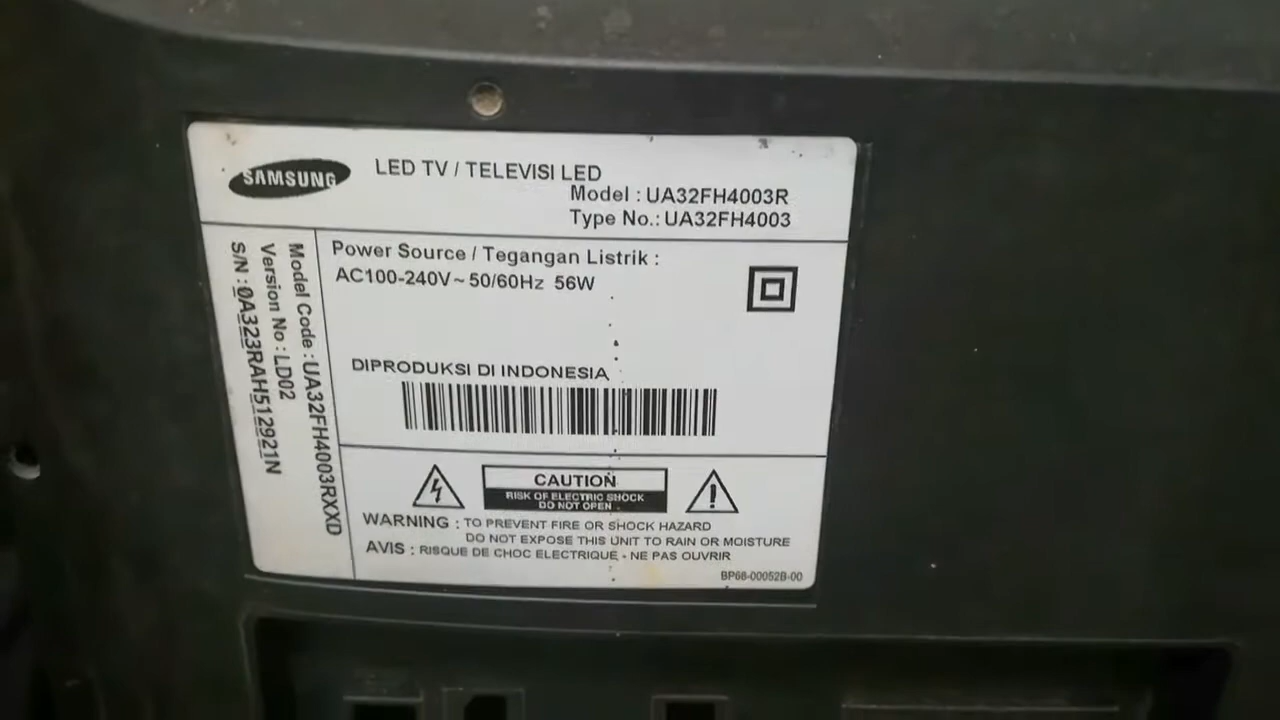 SAMSUNG
LED TV / TELEVISI LED
Model : UA32FH4003R
Type No.: UA32FH4003
Model Code : UA32FH4003RXXD
Version No : LD02
S/N : 0A323RAH512921N
Power Source / Tegangan Listrik :
AC100-240V~ 50/60Hz 56W
DIPRODUKSI DI INDONESIA
CAUTION
RISK OF ELECTRIC SHOCK
DO NOT OPEN
WARNING : TO PREVENT FIRE OR SHOCK HAZARD
DO NOT EXPOSE THIS UNIT TO RAIN OR MOISTURE
AVIS : RISQUE DE CHOC ELECTRIQUE - NE PAS OUVRIR
BP68-00052B-00